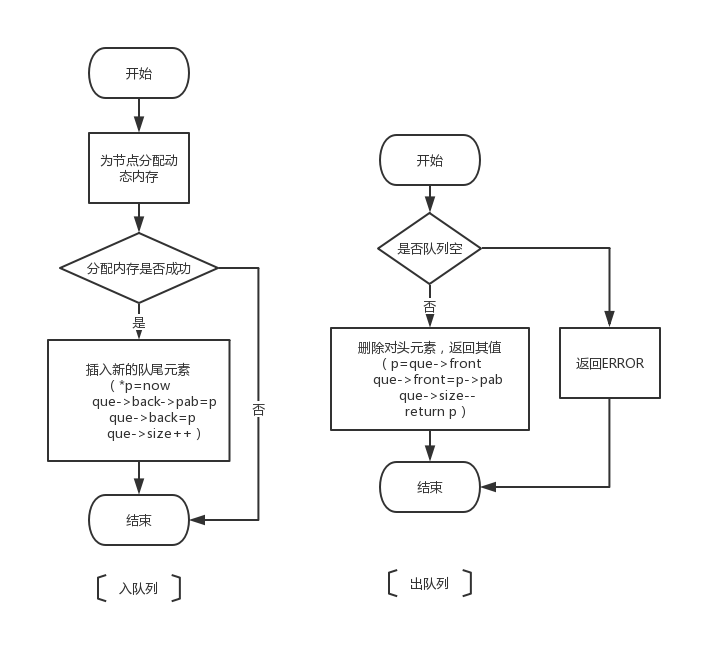 开始
为节点分配动
态内存
分配内存是否成功
是
否
插入新的队尾元素
（*p=now
que->back->pab=p
que->back=p
que->size++）
结束
入队列
开始
是否队列空
否
删除对头元素，返回其值
（p=que->front
que->front=p->pab
que->size--
return p）
返回ERROR
结束
出队列